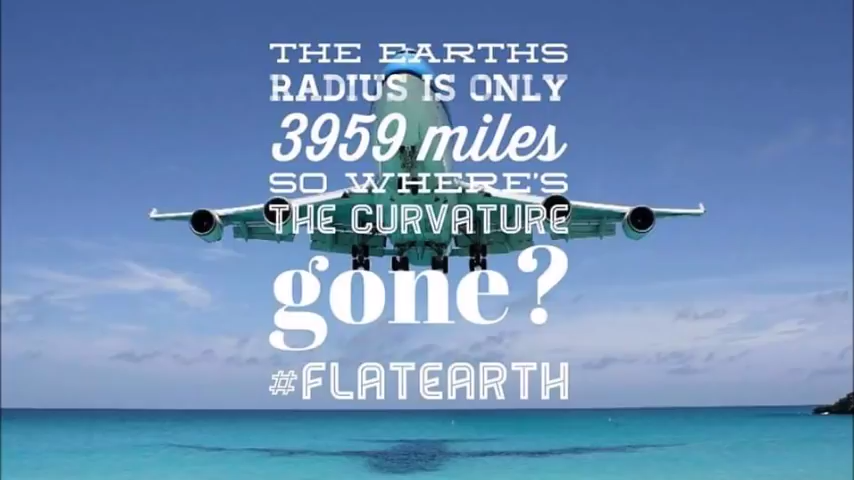 THE EARTHS
RADIUS IS ONLY
3959 miles
SO WHERE'S
THE CURVATURE
gone?
#FLATEARTH